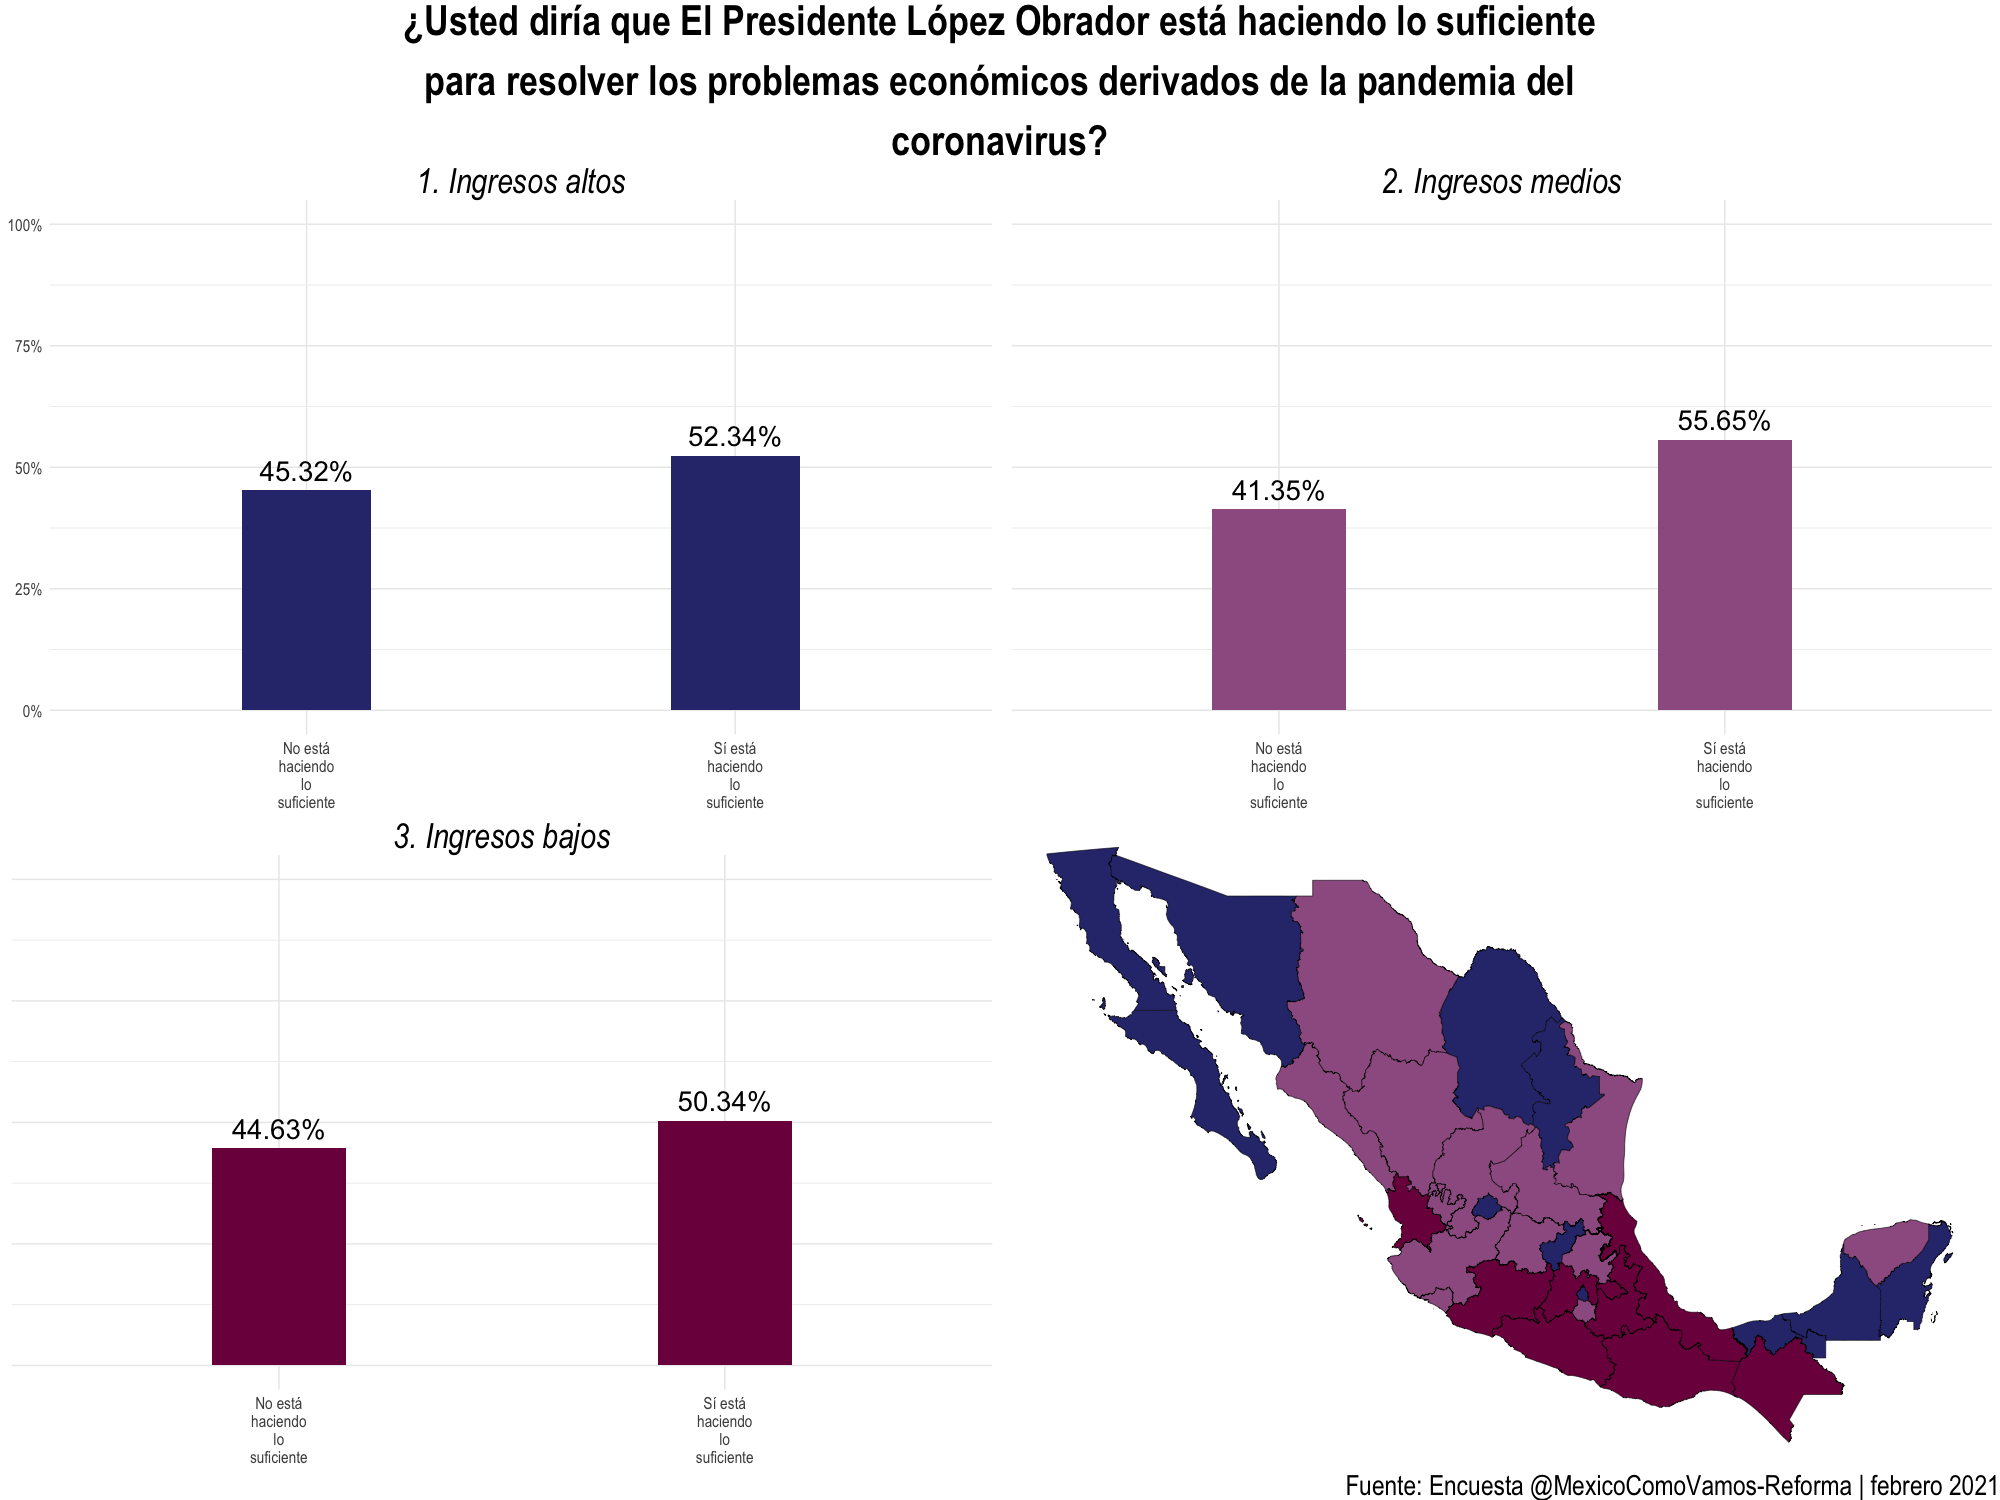 ¿Usted diría que El Presidente López Obrador está haciendo lo suficiente
para resolver los problemas económicos derivados de la pandemia del
coronavirus?
1. Ingresos altos
100%
75%
50%
25%
0%
45.32%
52.34%
No está
haciendo
lo
suficiente
Sí está
haciendo
lo
suficiente
2. Ingresos medios
41.35%
55.65%
No está
haciendo
lo
suficiente
Sí está
haciendo
lo
suficiente
3. Ingresos bajos
44.63%
50.34%
No está
haciendo
lo
suficiente
Sí está
haciendo
lo
suficiente
Fuente: Encuesta @MexicoComoVamos-Reforma | febrero 2021